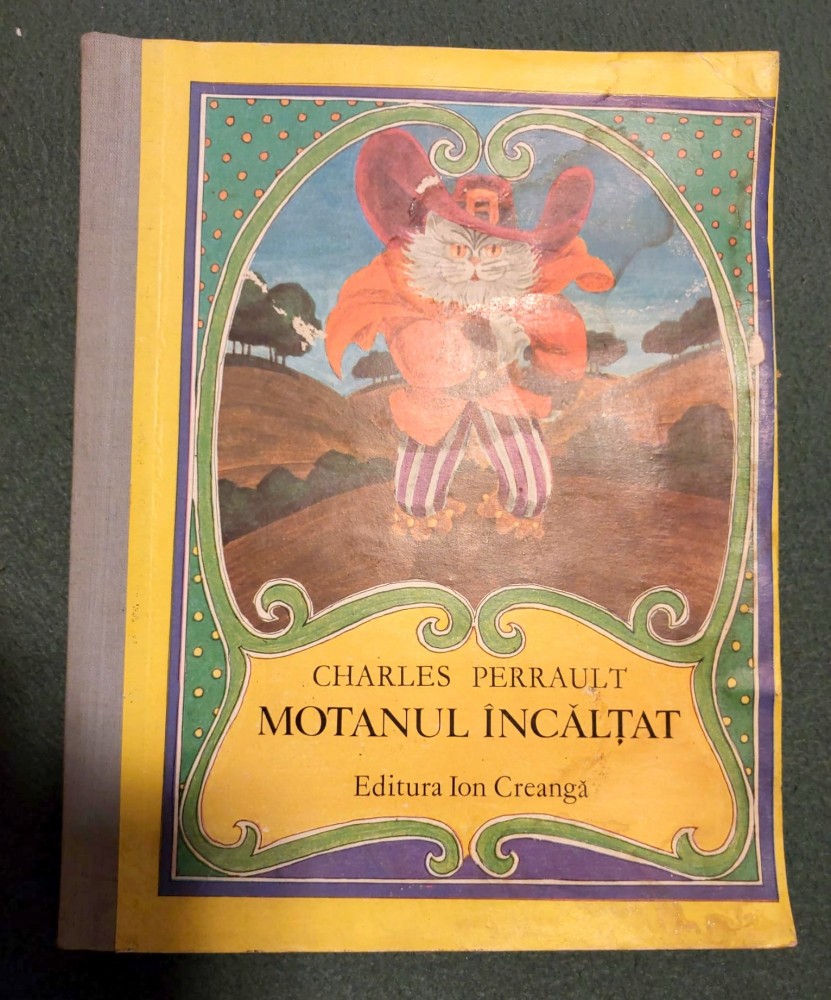 CHARLES PERRAULT
MOTANUL ÎNCĂLȚAT
Editura Ion Creangă